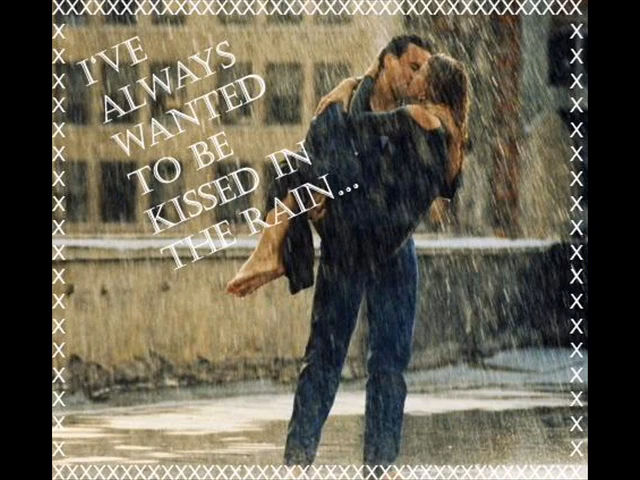 I'VE
ALWAYS
WANTED
TO BE
KISSED IN
THE RAIN...